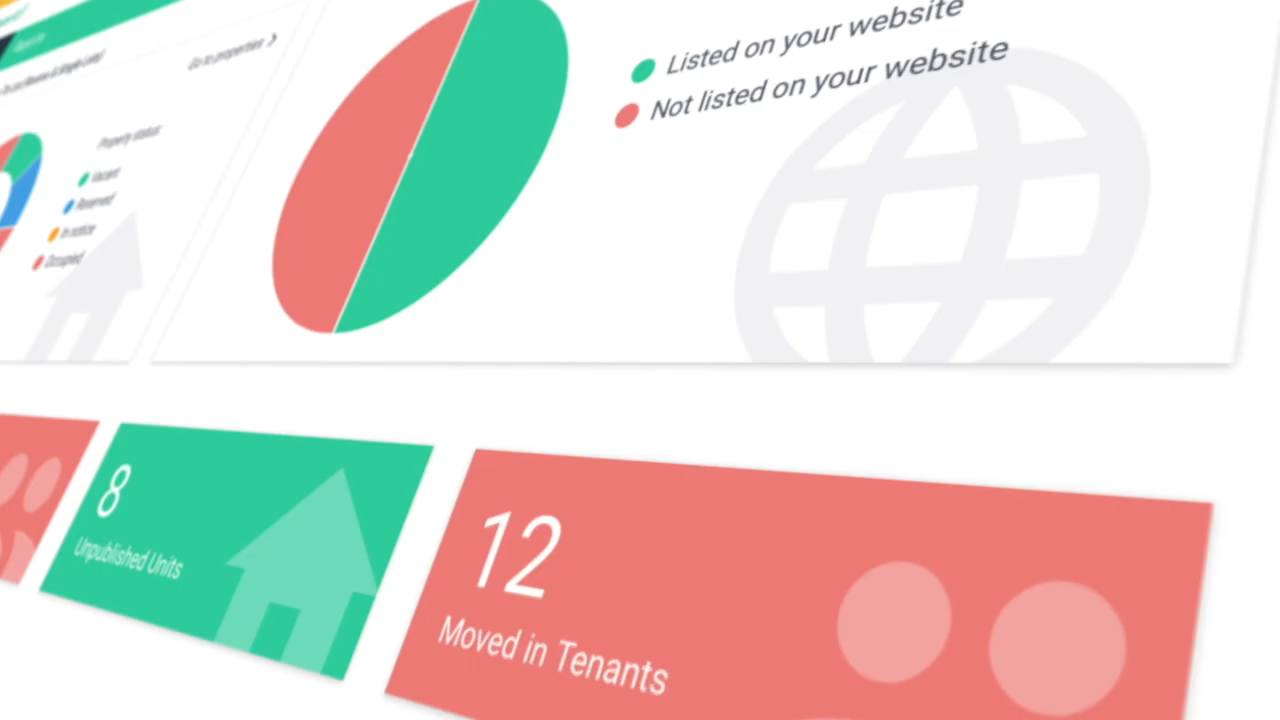 Go to properties
Property status
Vacant
Reserved
In notice
Occupied
Listed on your website
Not listed on your website
8
Unpublished Units
12
Moved in Tenants